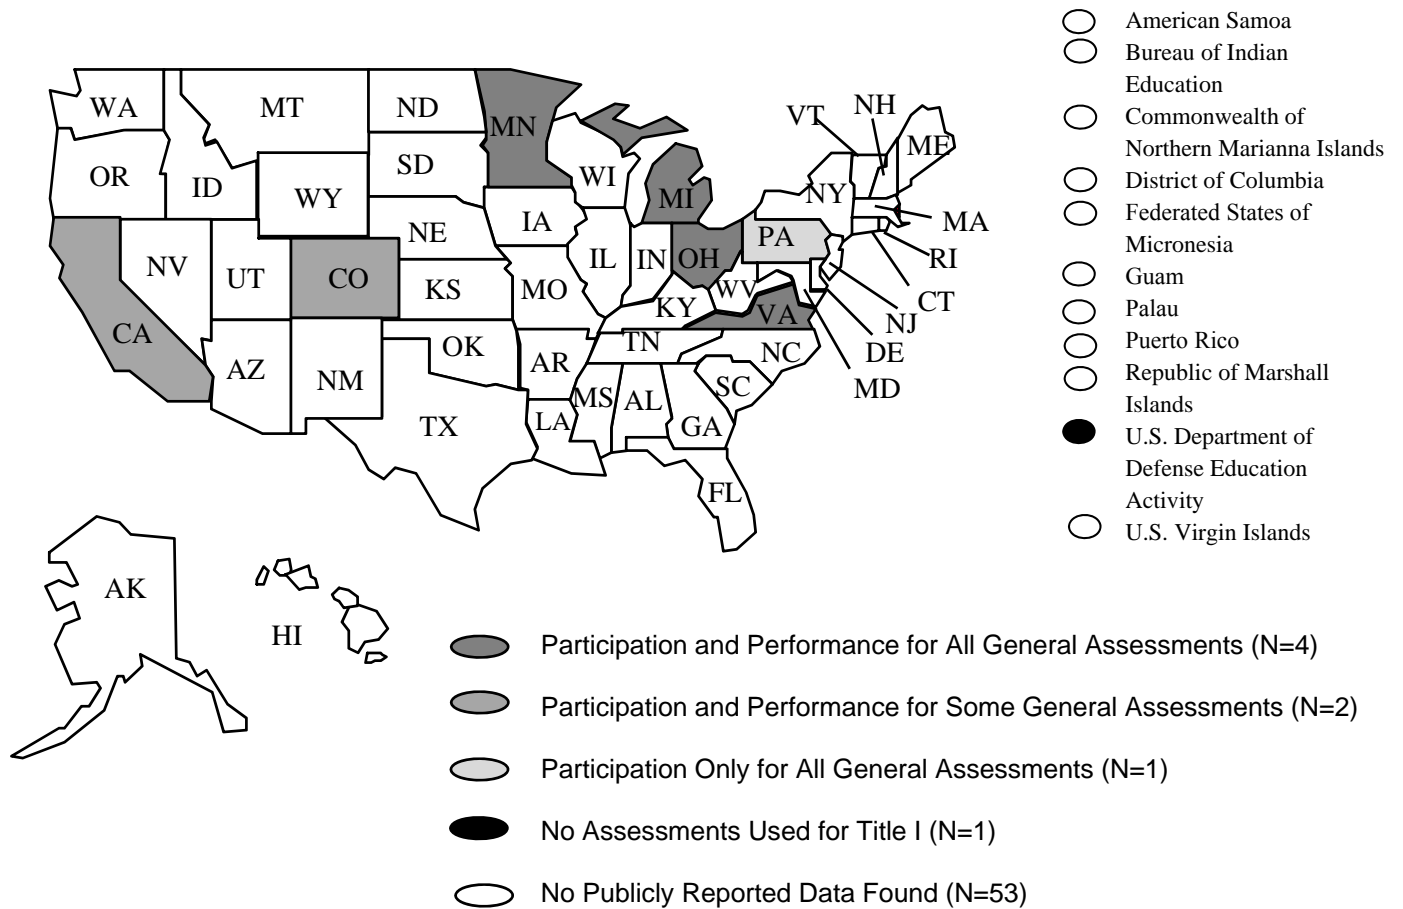 American Samoa
Bureau of Indian
Education
Commonwealth of
Northern Marianna Islands
District of Columbia
Federated States of
Micronesia
Guam
Palau
Puerto Rico
Republic of Marshall
Islands
U.S. Department of
Defense Education
Activity
U.S. Virgin Islands
WA
MT
ND
MN
VT
NH
ME
OR
ID
SD
WI
WY
MI
NY
MA
NE
IA
PA
NV
UT
CO
KS
MO
IL
IN
OH
WV
RI
CT
NJ
KY
VA
DE
CA
AZ
NM
OK
AR
TN
NC
MD
TX
LA
MS
AL
GA
SC
FL
AK
HI
Participation and Performance for All General Assessments (N=4)
Participation and Performance for Some General Assessments (N=2)
Participation Only for All General Assessments (N=1)
No Assessments Used for Title I (N=1)
No Publicly Reported Data Found (N=53)